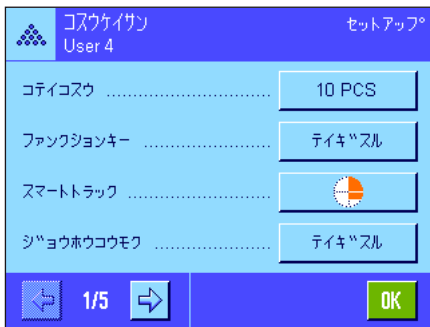 コスウケイサン セットアップ
User 4
コテイコスウ ............................ 10 PCS
ファンクションキー ...................... テイギスル
スマートトラック ........................
ジョウホウコウモク .................... テイギスル
1/5 OK